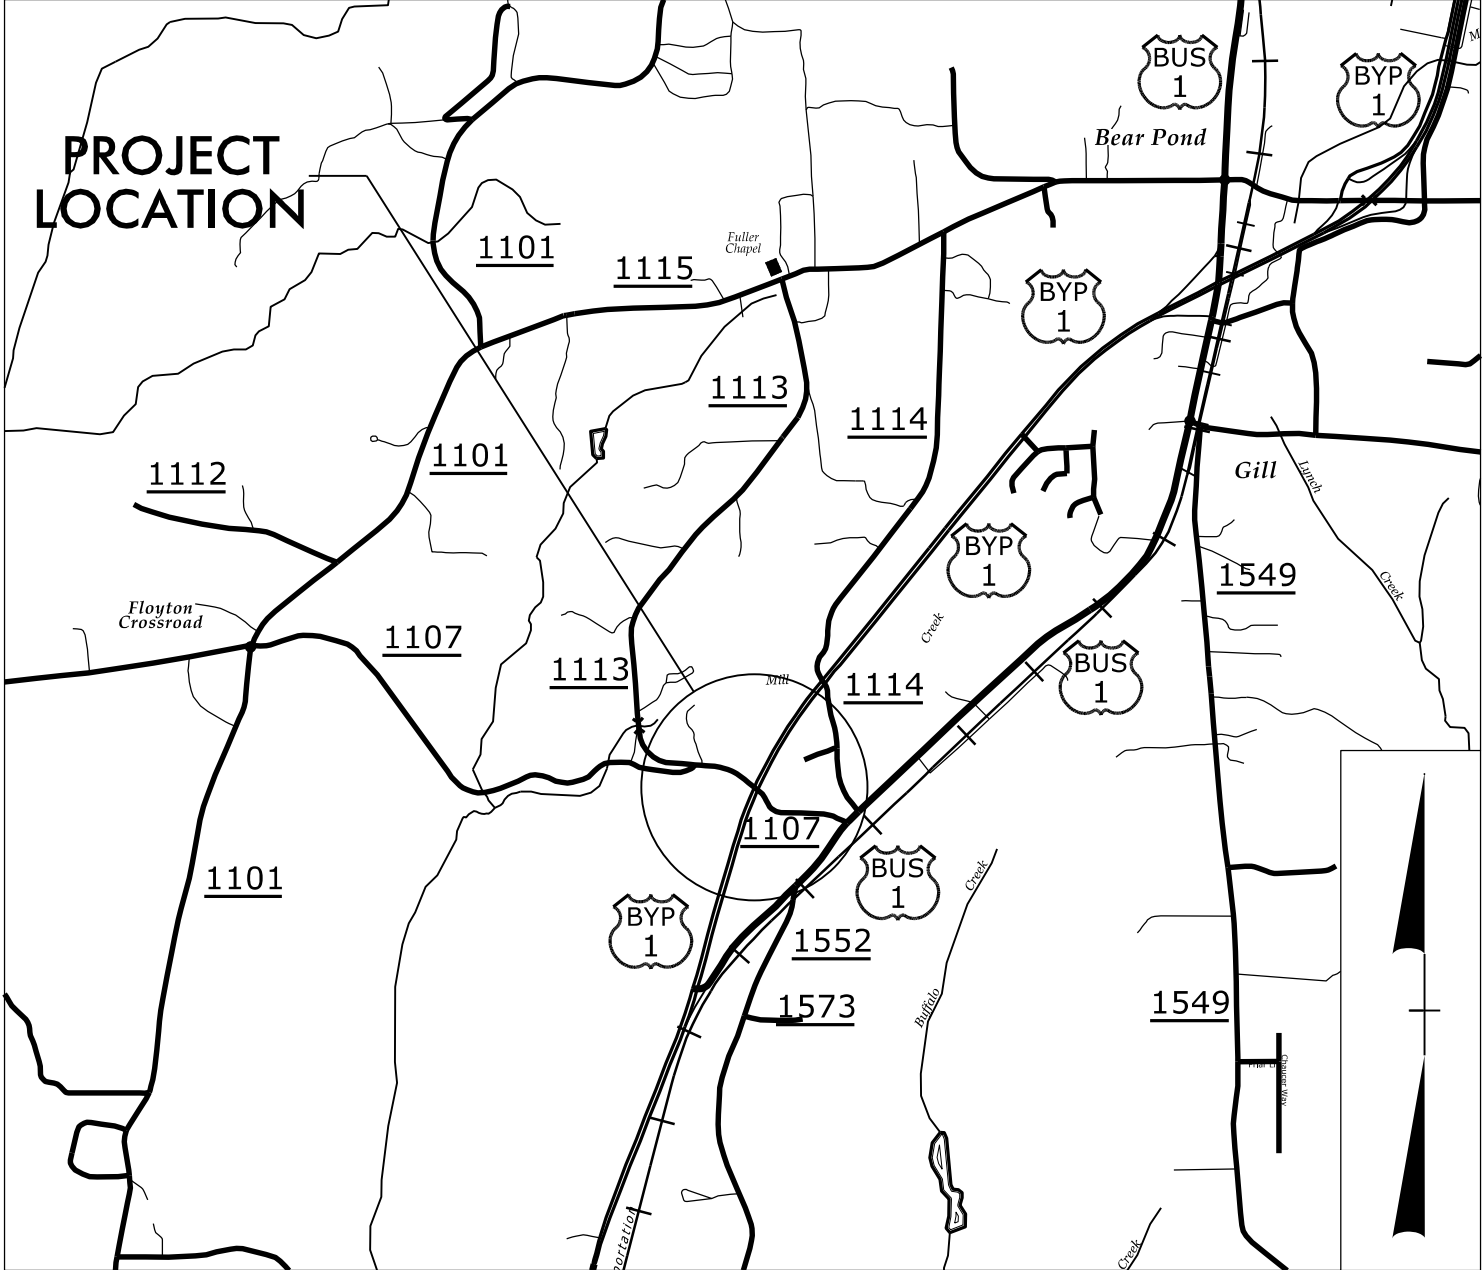 BUS
1
BYP
1
Bear Pond
PROJECT
LOCATION
Fuller
Chapel
1101
1115
BYP
1
1113
1114
1101
1112
Gill
Lynch
Creek
BYP
1
1549
Floyton
Crossroad
1107
Creek
1113
Mill
1114
BUS
1
1107
BUS
1
Creek
1101
BYP
1
1552
1573
Buffalo
1549
Chaucer Way
Creek